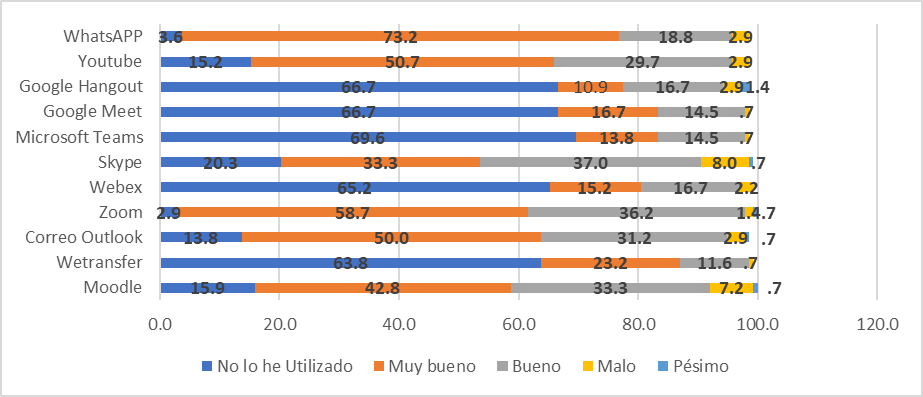 WhatsAPP 3.6 73.2 18.8 2.9
Youtube 15.2 50.7 29.7 2.9
Google Hangout 66.7 10.9 16.7 2.9 1.4
Google Meet 66.7 16.7 14.5 .7
Microsoft Teams 69.6 13.8 14.5 .7
Skype 20.3 33.3 37.0 8.0 .7
Webex 65.2 15.2 16.7 2.2
Zoom 2.9 58.7 36.2 1.4 .7
Correo Outlook 13.8 50.0 31.2 2.9 .7
Wetransfer 63.8 23.2 11.6 .7
Moodle 15.9 42.8 33.3 7.2 .7
0.0 20.0 40.0 60.0 80.0 100.0 120.0
No lo he Utilizado Muy bueno Bueno Malo Pésimo